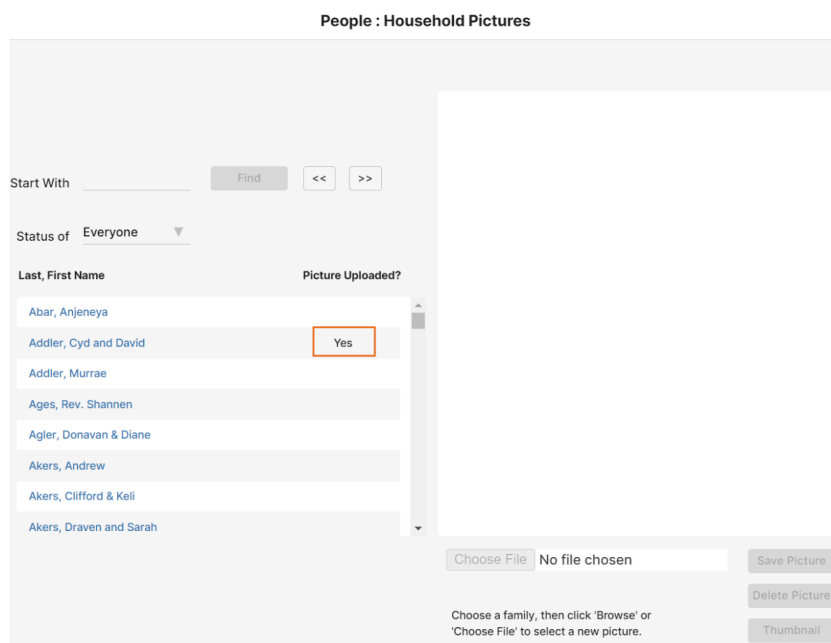 People : Household Pictures
Start With
Find
<<
>>
Status of
Everyone
Last, First Name
Picture Uploaded?
Abar, Anjeneya
Addler, Cyd and David
Yes
Addler, Murrae
Ages, Rev. Shannen
Agler, Donavan & Diane
Akers, Andrew
Akers, Clifford & Keli
Akers, Draven and Sarah
Choose File
No file chosen
Save Picture
Delete Picture
Choose a family, then click 'Browse' or
'Choose File' to select a new picture.
Thumbnail